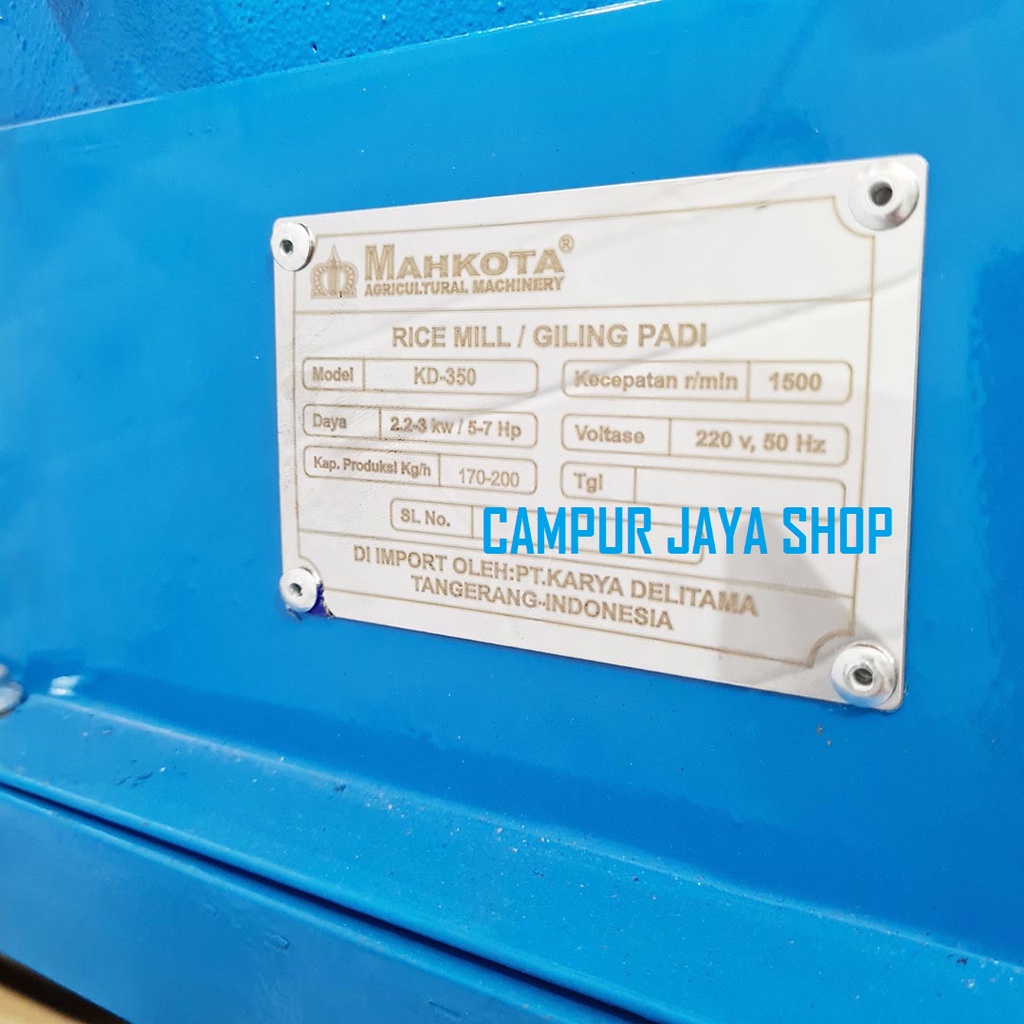 MAHKOTA®
AGRICULTURAL MACHINERY
RICE MILL / GILING PADI
Model KD-350 Kecepatan r/min 1500
Daya 2.2-3 kw / 5-7 Hp Voltase 220 v, 50 Hz
Kap. Produksi Kg/h 170-200 Tgl
SL No.
CAMPUR JAYA SHOP
DI IMPORT OLEH:PT.KARYA DELITAMA
TANGERANG-INDONESIA